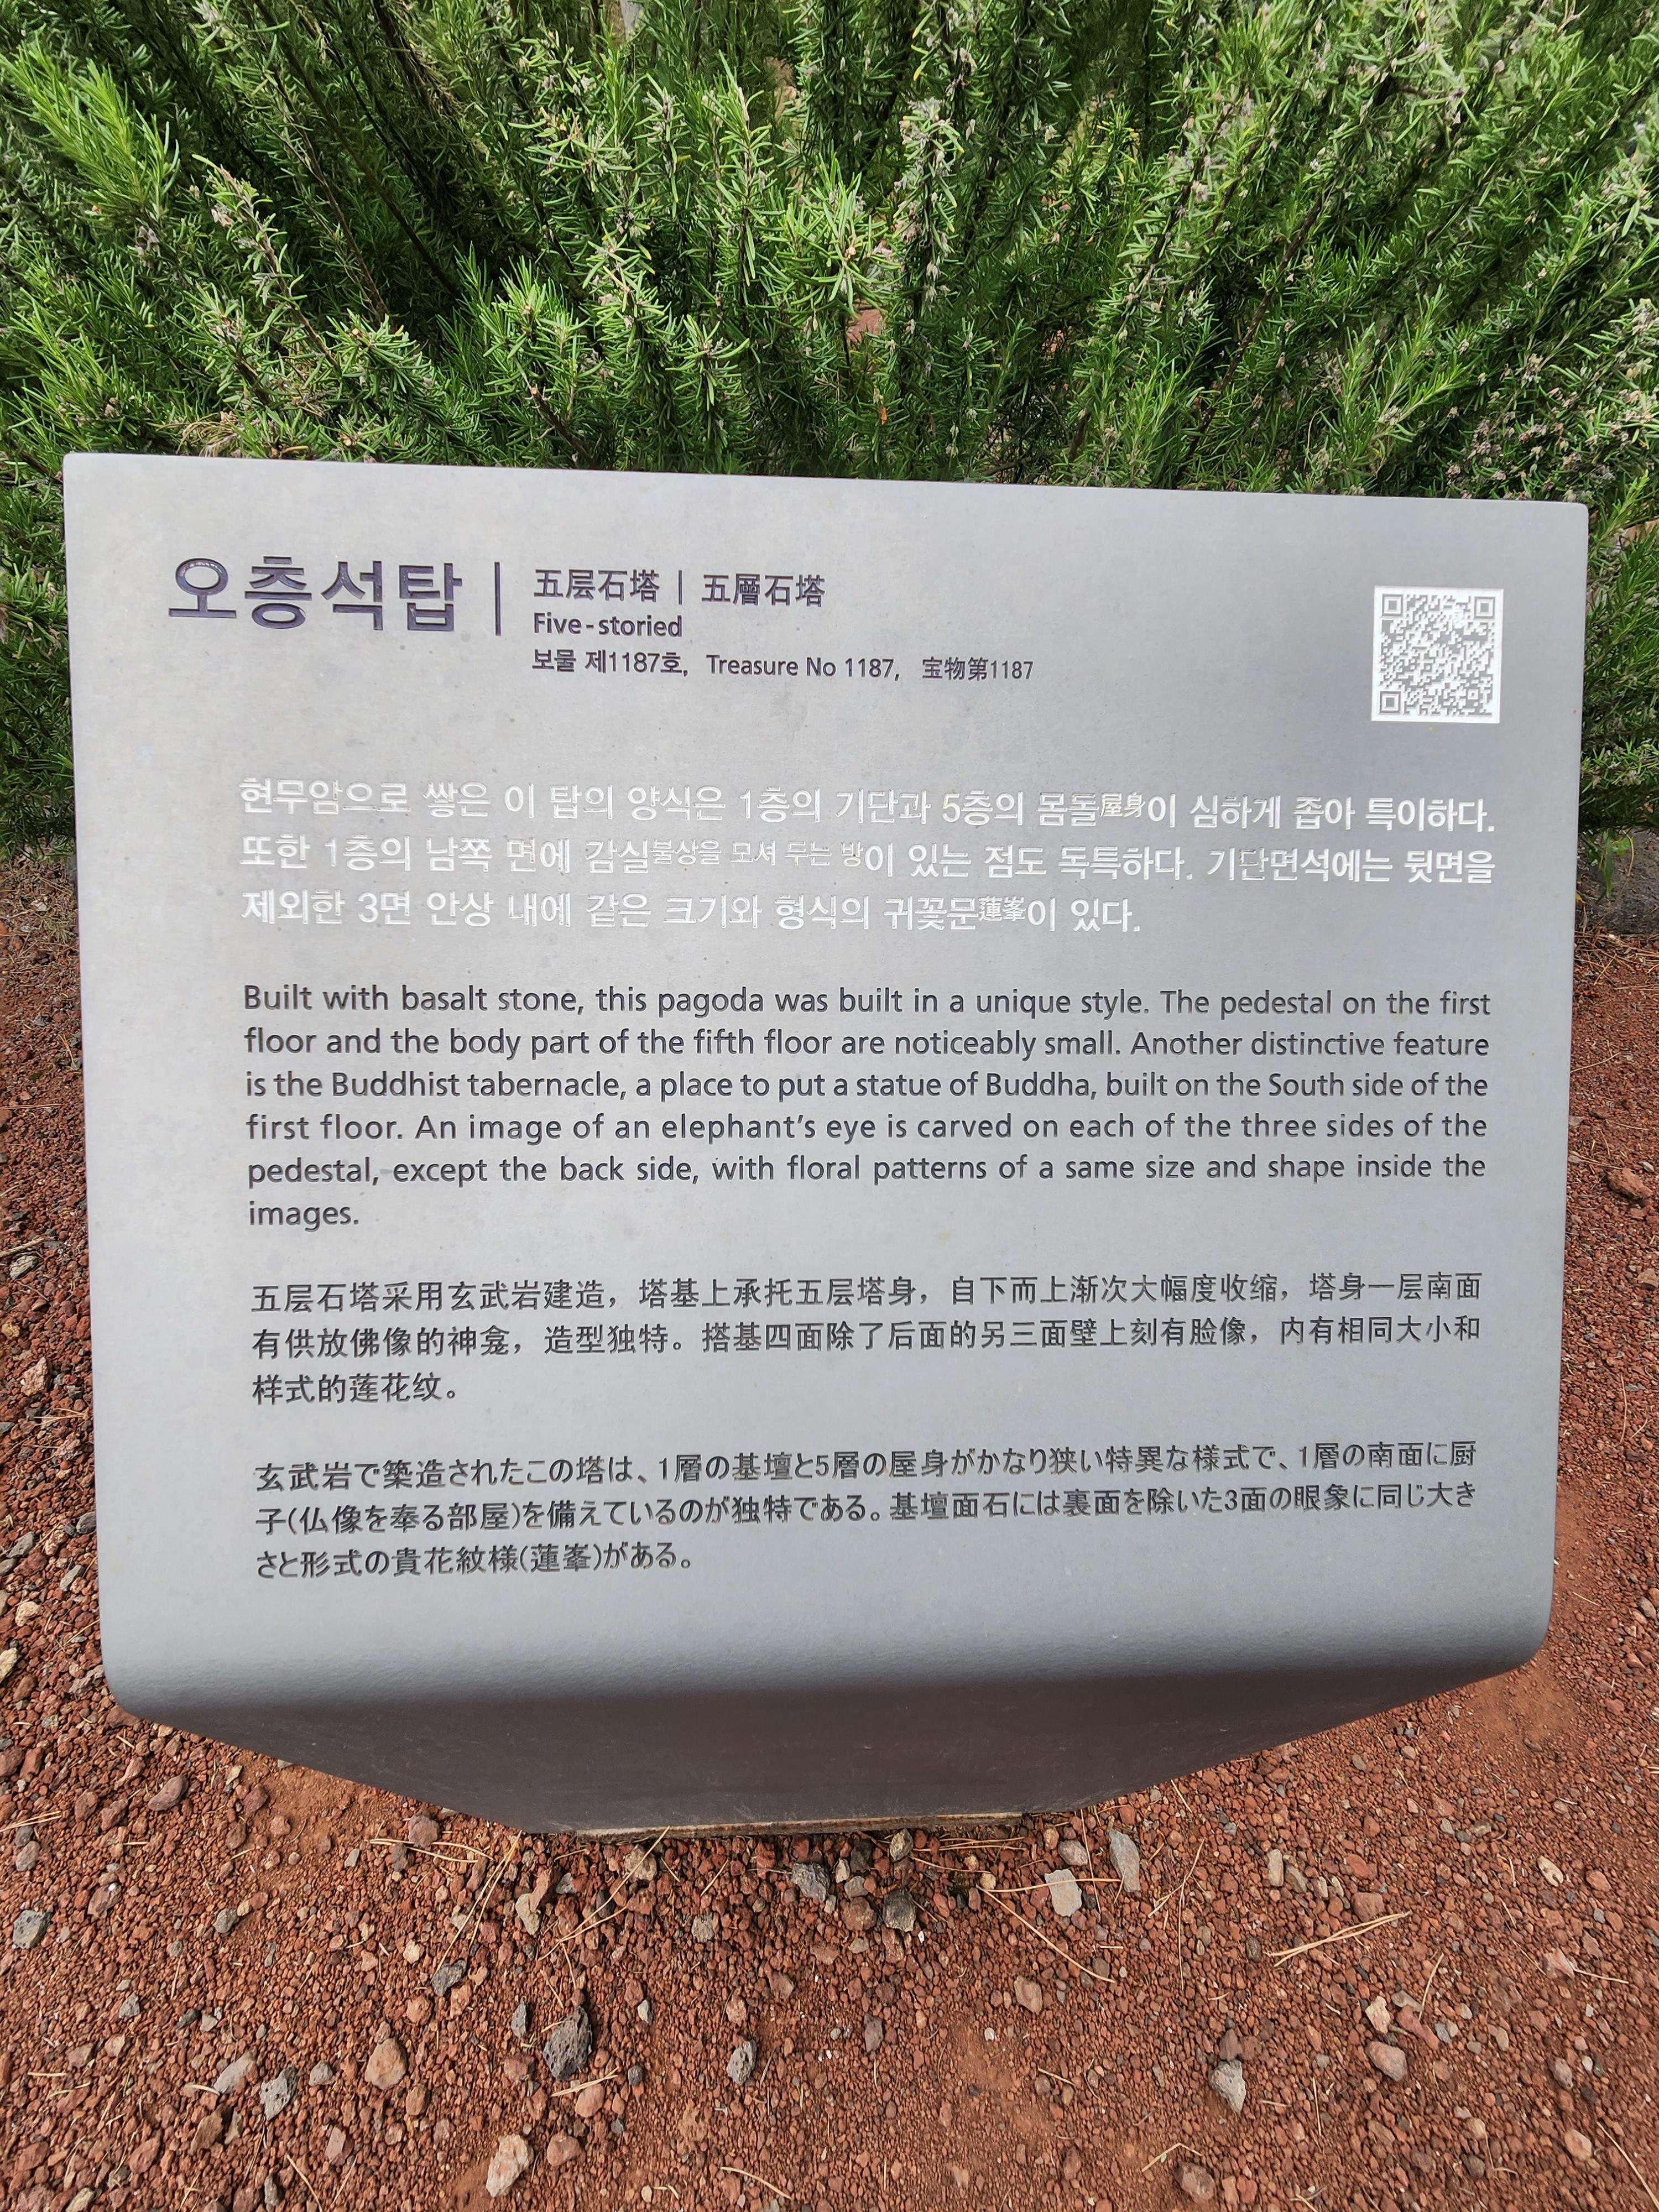 오층석탑 | 五层石塔 | 五層石塔
Five-storied
보물 제1187호, Treasure No 1187, 宝物第1187
현무암으로 쌓은 이 탑의 양식은 1층의 기단과 5층의 몸돌屋身이 심하게 좁아 특이하다.
또한 1층의 남쪽 면에 감실불상을 모셔 두는 방이 있는 점도 독특하다. 기단면석에는 뒷면을
제외한 3면 안상 내에 같은 크기와 형식의 귀꽃문蓮峯이 있다.
Built with basalt stone, this pagoda was built in a unique style. The pedestal on the first
floor and the body part of the fifth floor are noticeably small. Another distinctive feature
is the Buddhist tabernacle, a place to put a statue of Buddha, built on the South side of the
first floor. An image of an elephant's eye is carved on each of the three sides of the
pedestal, except the back side, with floral patterns of a same size and shape inside the
images.
五层石塔采用玄武岩建造，塔基上承托五层塔身，自下而上渐次大幅度收缩，塔身一层南面
有供放佛像的神龛，造型独特。搭基四面除了后面的另三面壁上刻有脸像，内有相同大小和
样式的莲花纹。
玄武岩で築造されたこの塔は、1層の基壇と5層の屋身がかなり狭い特異な様式で、1層の南面に厨
子(仏像を奉る部屋)を備えているのが独特である。基壇面石には裏面を除いた3面の眼象に同じ大き
さと形式の貴花紋様(蓮峯)がある。